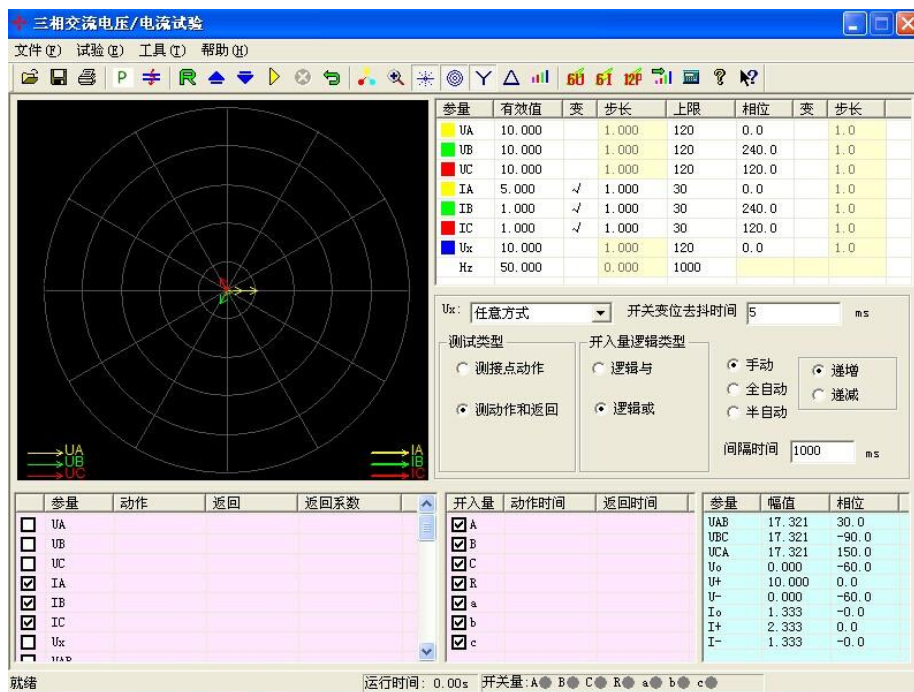 三相交流电压/电流试验
文件(F) 试验(E) 工具(T) 帮助(H)
P R 6U 6I 12P ? ?
参量 有效值 变 步长 上限 相位 变 步长
UA 10.000 1.000 120 0.0 1.0
UB 10.000 1.000 120 240.0 1.0
UC 10.000 1.000 120 120.0 1.0
IA 5.000 √ 1.000 30 0.0 1.0
IB 1.000 √ 1.000 30 240.0 1.0
IC 1.000 √ 1.000 30 120.0 1.0
Ux 10.000 1.000 120 0.0 1.0
Hz 50.000 0.000 1000
Ux: 任意方式 开关变位去抖时间 5 ms
测试类型 开入量逻辑类型
测接点动作 逻辑与 手动 递增
全自动 递减
测动作和返回 逻辑或 半自动
间隔时间 1000 ms
UA IA
UB IB
UC IC
参量 动作 返回 返回系数
UA
UB
UC
IA
IB
IC
Ux
UAB
开入量 动作时间 返回时间
A
B
C
R
a
b
c
参量 幅值 相位
UAB 17.321 30.0
UBC 17.321 -90.0
UCA 17.321 150.0
Uo 0.000 -60.0
U+ 10.000 0.0
U- 0.000 -60.0
Io 1.333 -0.0
I+ 2.333 0.0
I- 1.333 -0.0
就绪 运行时间: 0.00s 开关量:A B C R a b c